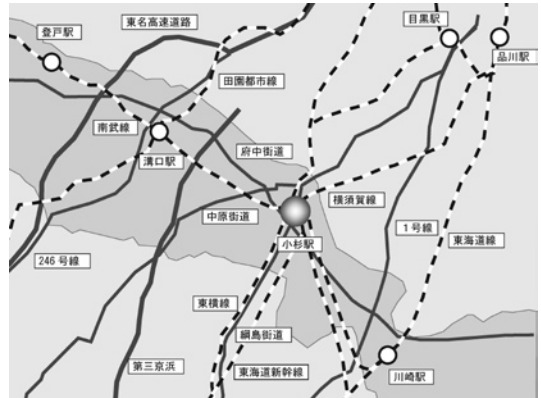 登戸駅
東名高速道路
目黒駅
品川駅
田園都市線
南武線
溝口駅
府中街道
横須賀線
中原街道
小杉駅
1号線
東海道線
246号線
東横線
綱島街道
第三京浜
東海道新幹線
川崎駅